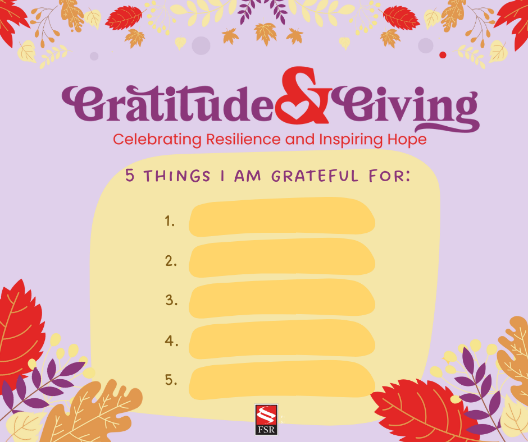 Gratitude & Giving
Celebrating Resilience and Inspiring Hope
5 THINGS I AM GRATEFUL FOR:
1.
2.
3.
4.
5.
FSR